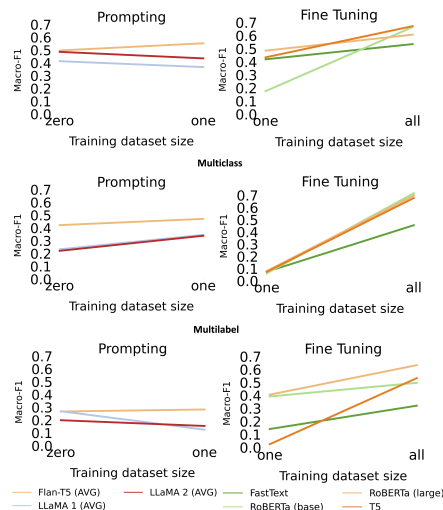 Prompting
Fine Tuning
Macro-F1
0.7
0.6
0.5
0.4
0.3
0.2
0.1
0.0
zero
one
Training dataset size
Macro-F1
0.7
0.6
0.5
0.4
0.3
0.2
0.1
0.0
one
all
Training dataset size
Multiclass
Prompting
Fine Tuning
Macro-F1
0.7
0.6
0.5
0.4
0.3
0.2
0.1
0.0
zero
one
Training dataset size
Macro-F1
0.7
0.6
0.5
0.4
0.3
0.2
0.1
0.0
one
all
Training dataset size
Multilabel
Prompting
Fine Tuning
Macro-F1
0.7
0.6
0.5
0.4
0.3
0.2
0.1
0.0
zero
one
Training dataset size
Macro-F1
0.7
0.6
0.5
0.4
0.3
0.2
0.1
0.0
one
all
Training dataset size
Flan-T5 (AVG)
LLaMA 2 (AVG)
LLaMA 1 (AVG)
FastText
RoBERTa (large)
RoBERTa (base)
T5